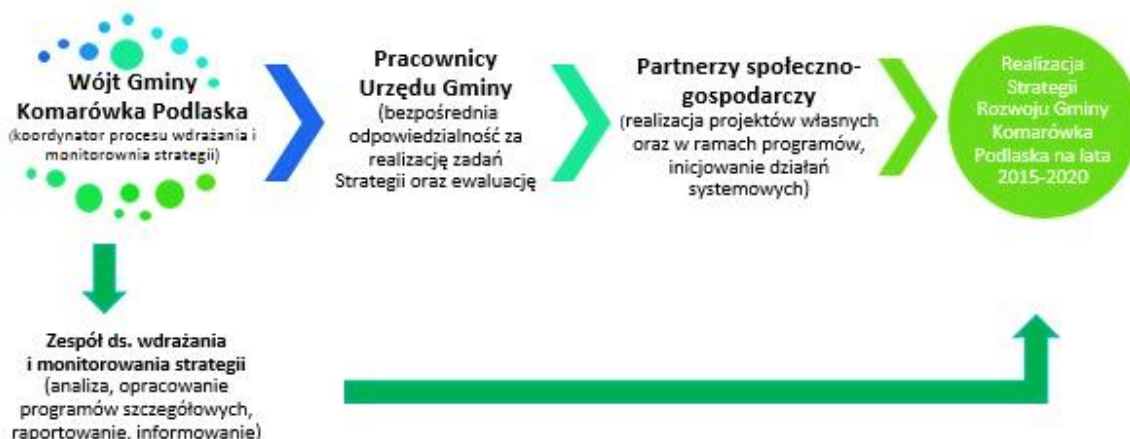 Wójt Gminy
Komarówka Podlaska
(koordynator procesu wdrażania i
monitorownia strategii)
Pracownicy
Urzędu Gminy
(bezpośrednia
odpowiedzialność za
realizację zadań
Strategii oraz ewaluację
Partnerzy społeczno-
gospodarczy
(realizacja projektów własnych
oraz w ramach programów,
inicjowanie działań
systemowych)
Realizacja
Strategii
Rozwoju Gminy
Komarówka
Podlaska na lata
2015-2020
Zespół ds. wdrażania
i monitorowania strategii
(analiza, opracowanie
programów szczegółowych,
raportowanie, informowanie)